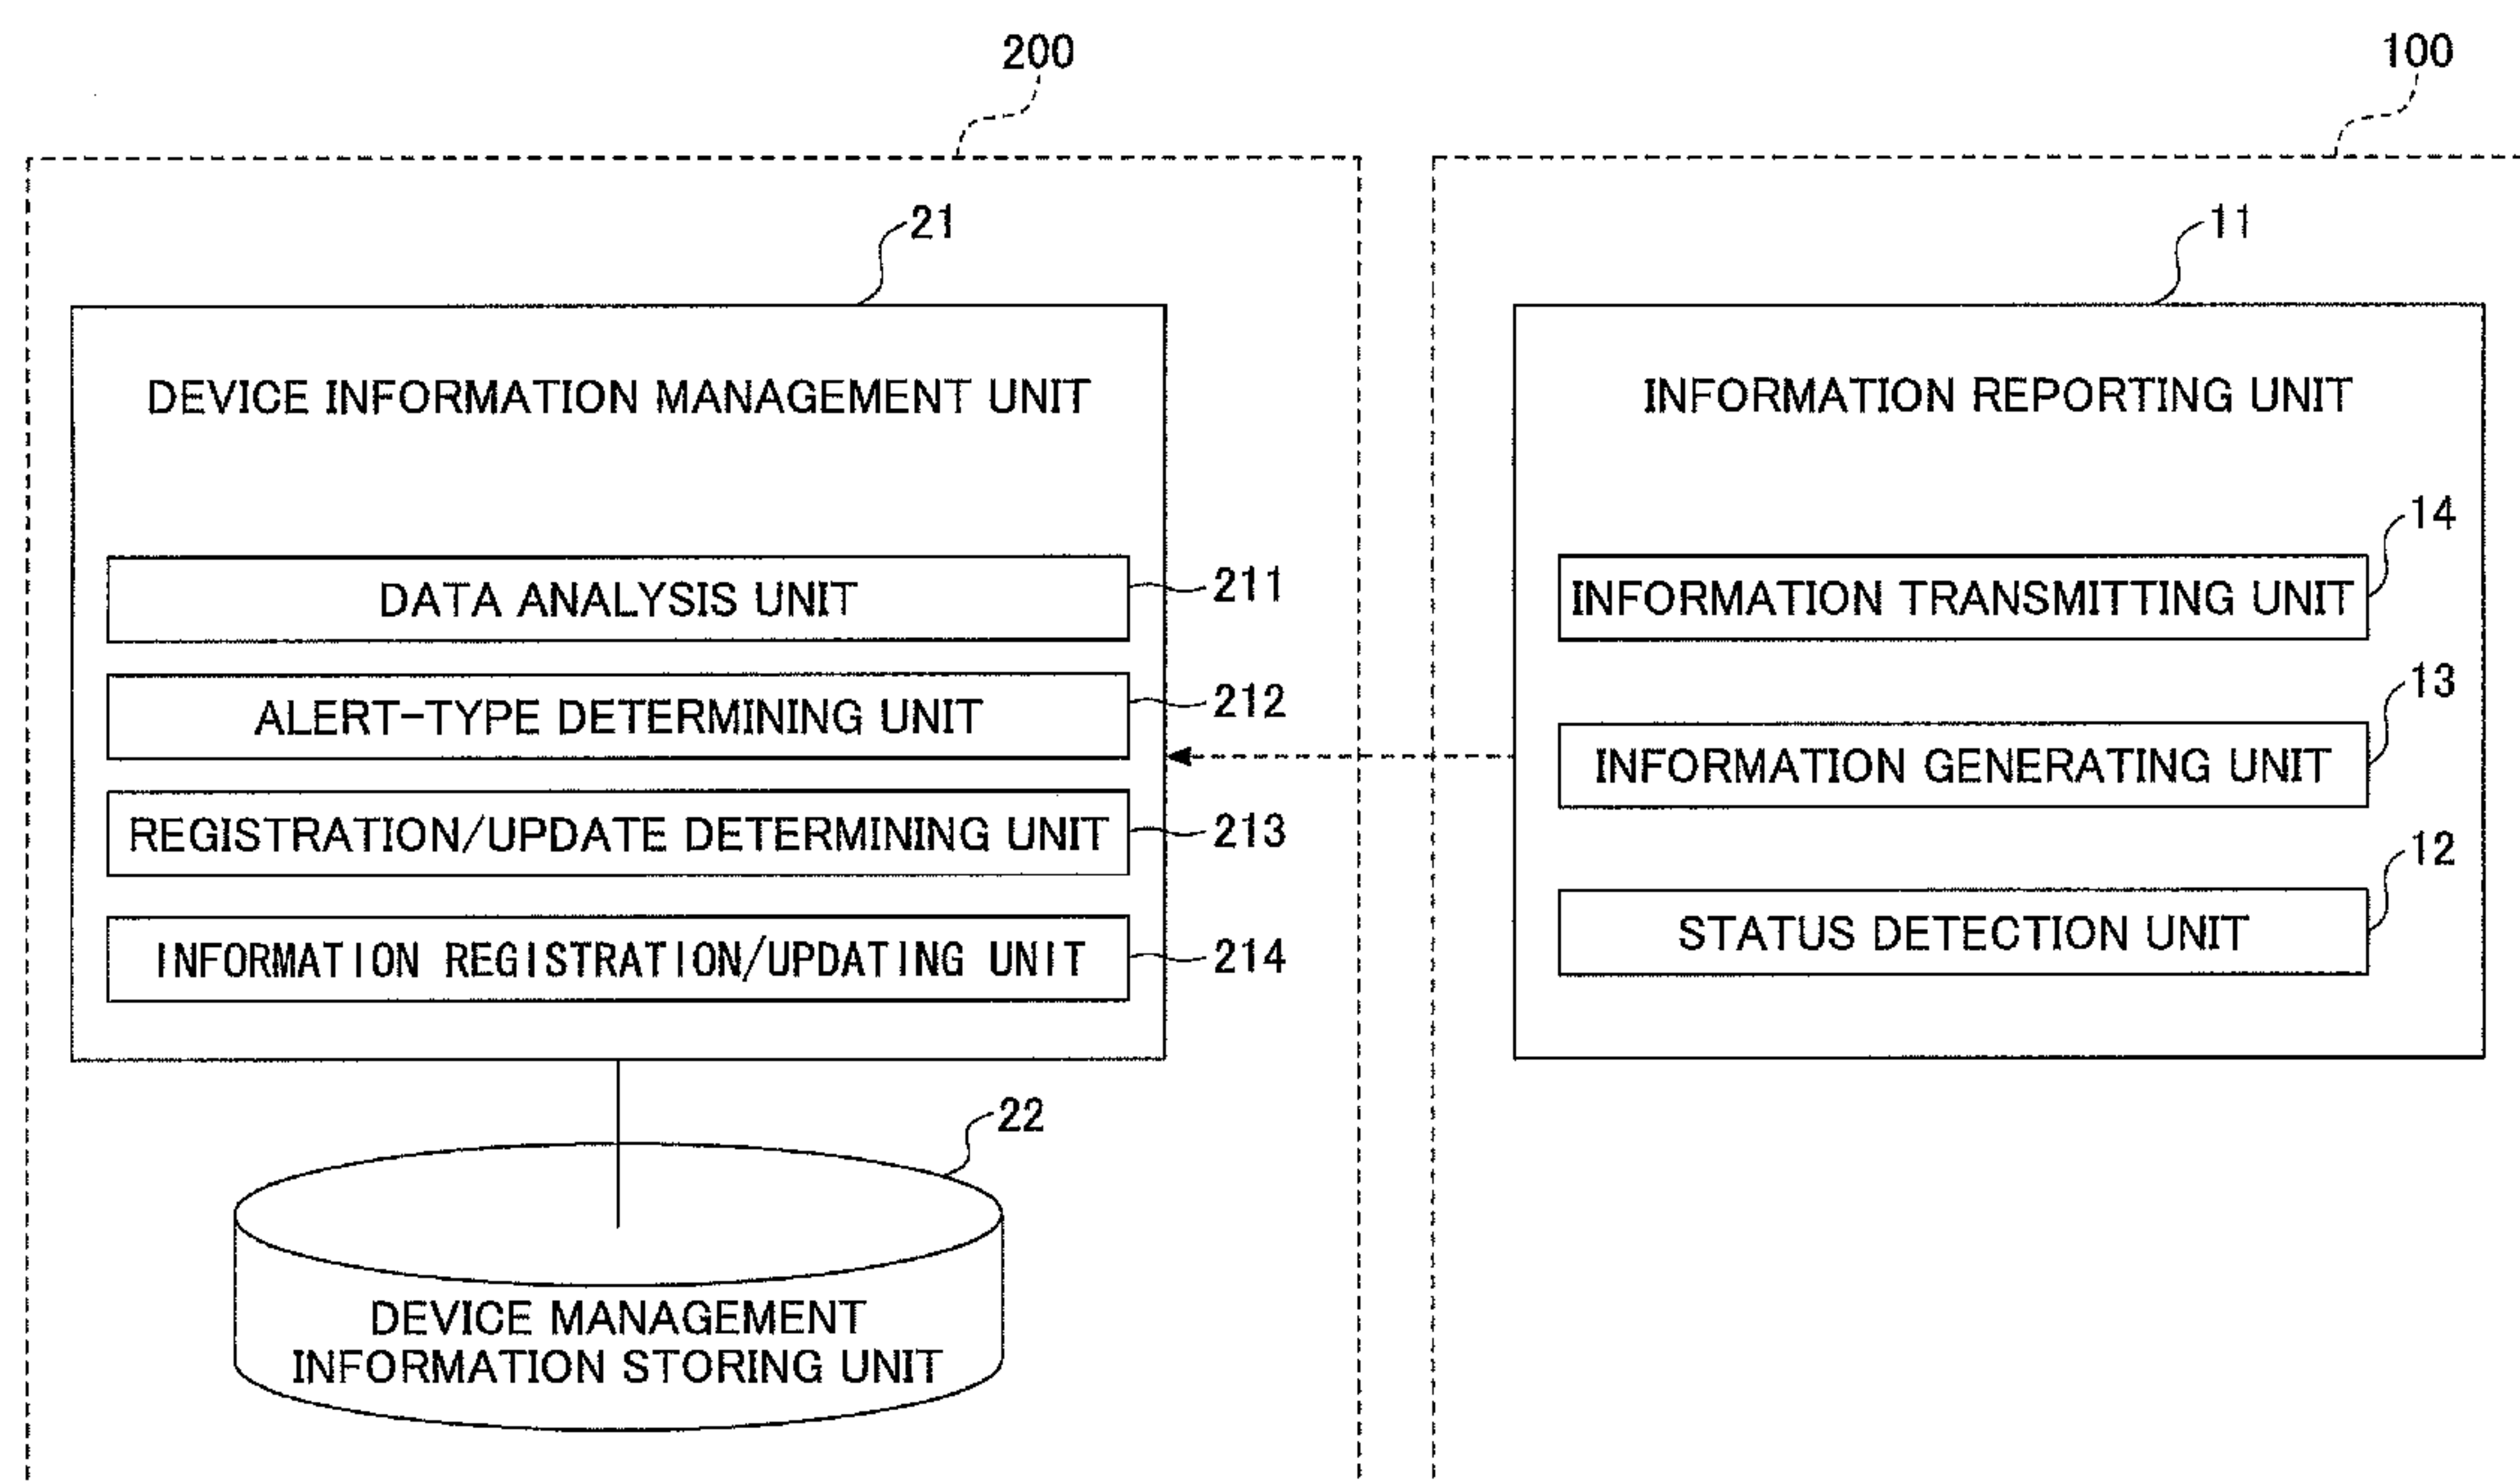 200
100
21
11
DEVICE INFORMATION MANAGEMENT UNIT
DATA ANALYSIS UNIT
211
ALERT-TYPE DETERMINING UNIT
212
REGISTRATION/UPDATE DETERMINING UNIT
213
INFORMATION REGISTRATION/UPDATING UNIT
214
22
DEVICE MANAGEMENT
INFORMATION STORING UNIT
INFORMATION REPORTING UNIT
14
INFORMATION TRANSMITTING UNIT
13
INFORMATION GENERATING UNIT
12
STATUS DETECTION UNIT